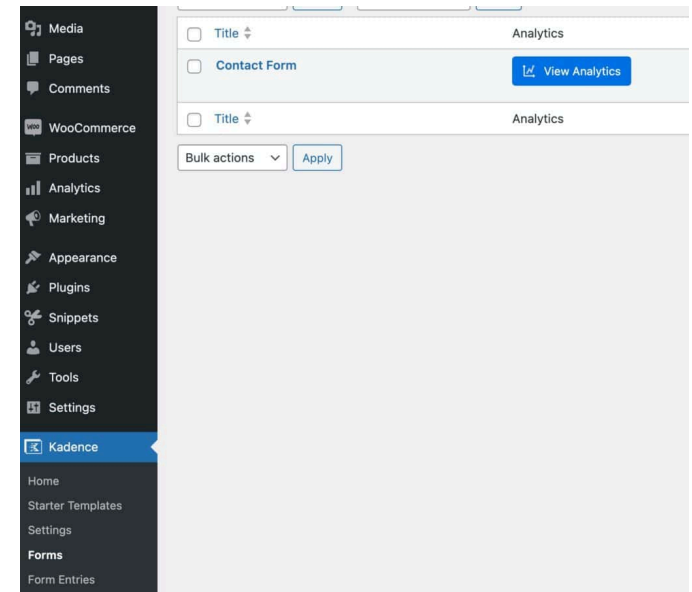 Media
Pages
Comments
WOO
WooCommerce
Products
Analytics
Marketing
Appearance
Plugins
Snippets
Users
Tools
Settings
Kadence
Home
Starter Templates
Settings
Forms
Form Entries
Title Analytics
Contact Form View Analytics
Title Analytics
Bulk actions Apply